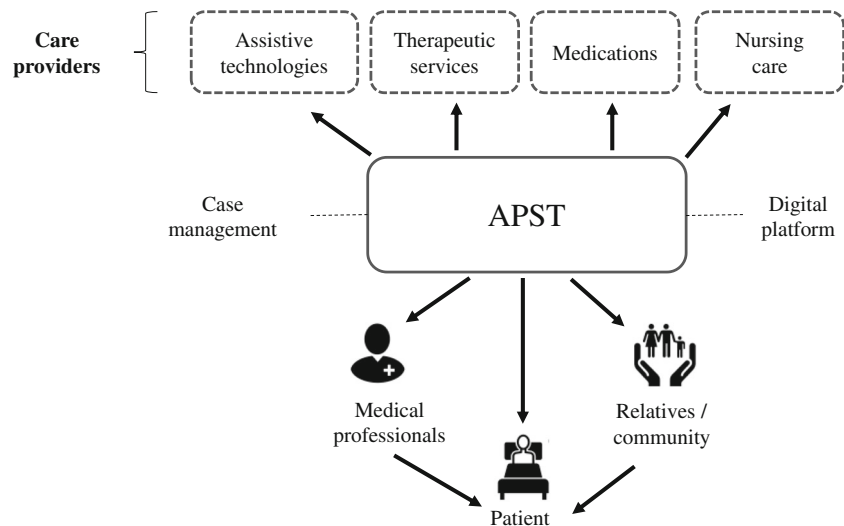 Care
providers
Assistive
technologies
Therapeutic
services
Medications
Nursing
care
Case
management
APST
Digital
platform
Medical
professionals
Relatives /
community
Patient